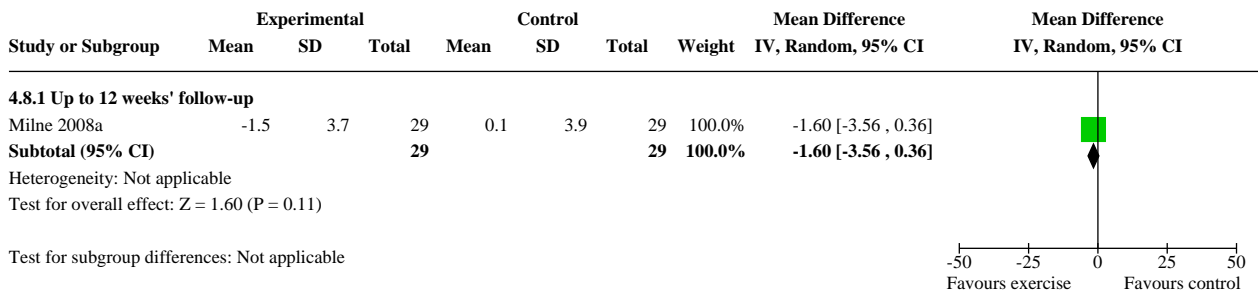 Experimental Control Mean Difference Mean Difference
Study or Subgroup Mean SD Total Mean SD Total Weight IV, Random, 95% CI IV, Random, 95% CI
4.8.1 Up to 12 weeks' follow-up
Milne 2008a -1.5 3.7 29 0.1 3.9 29 100.0% -1.60 [-3.56 , 0.36]
Subtotal (95% CI) 29 29 100.0% -1.60 [-3.56 , 0.36]
Heterogeneity: Not applicable
Test for overall effect: Z = 1.60 (P = 0.11)
Test for subgroup differences: Not applicable
-50 -25 0 25 50
Favours exercise Favours control